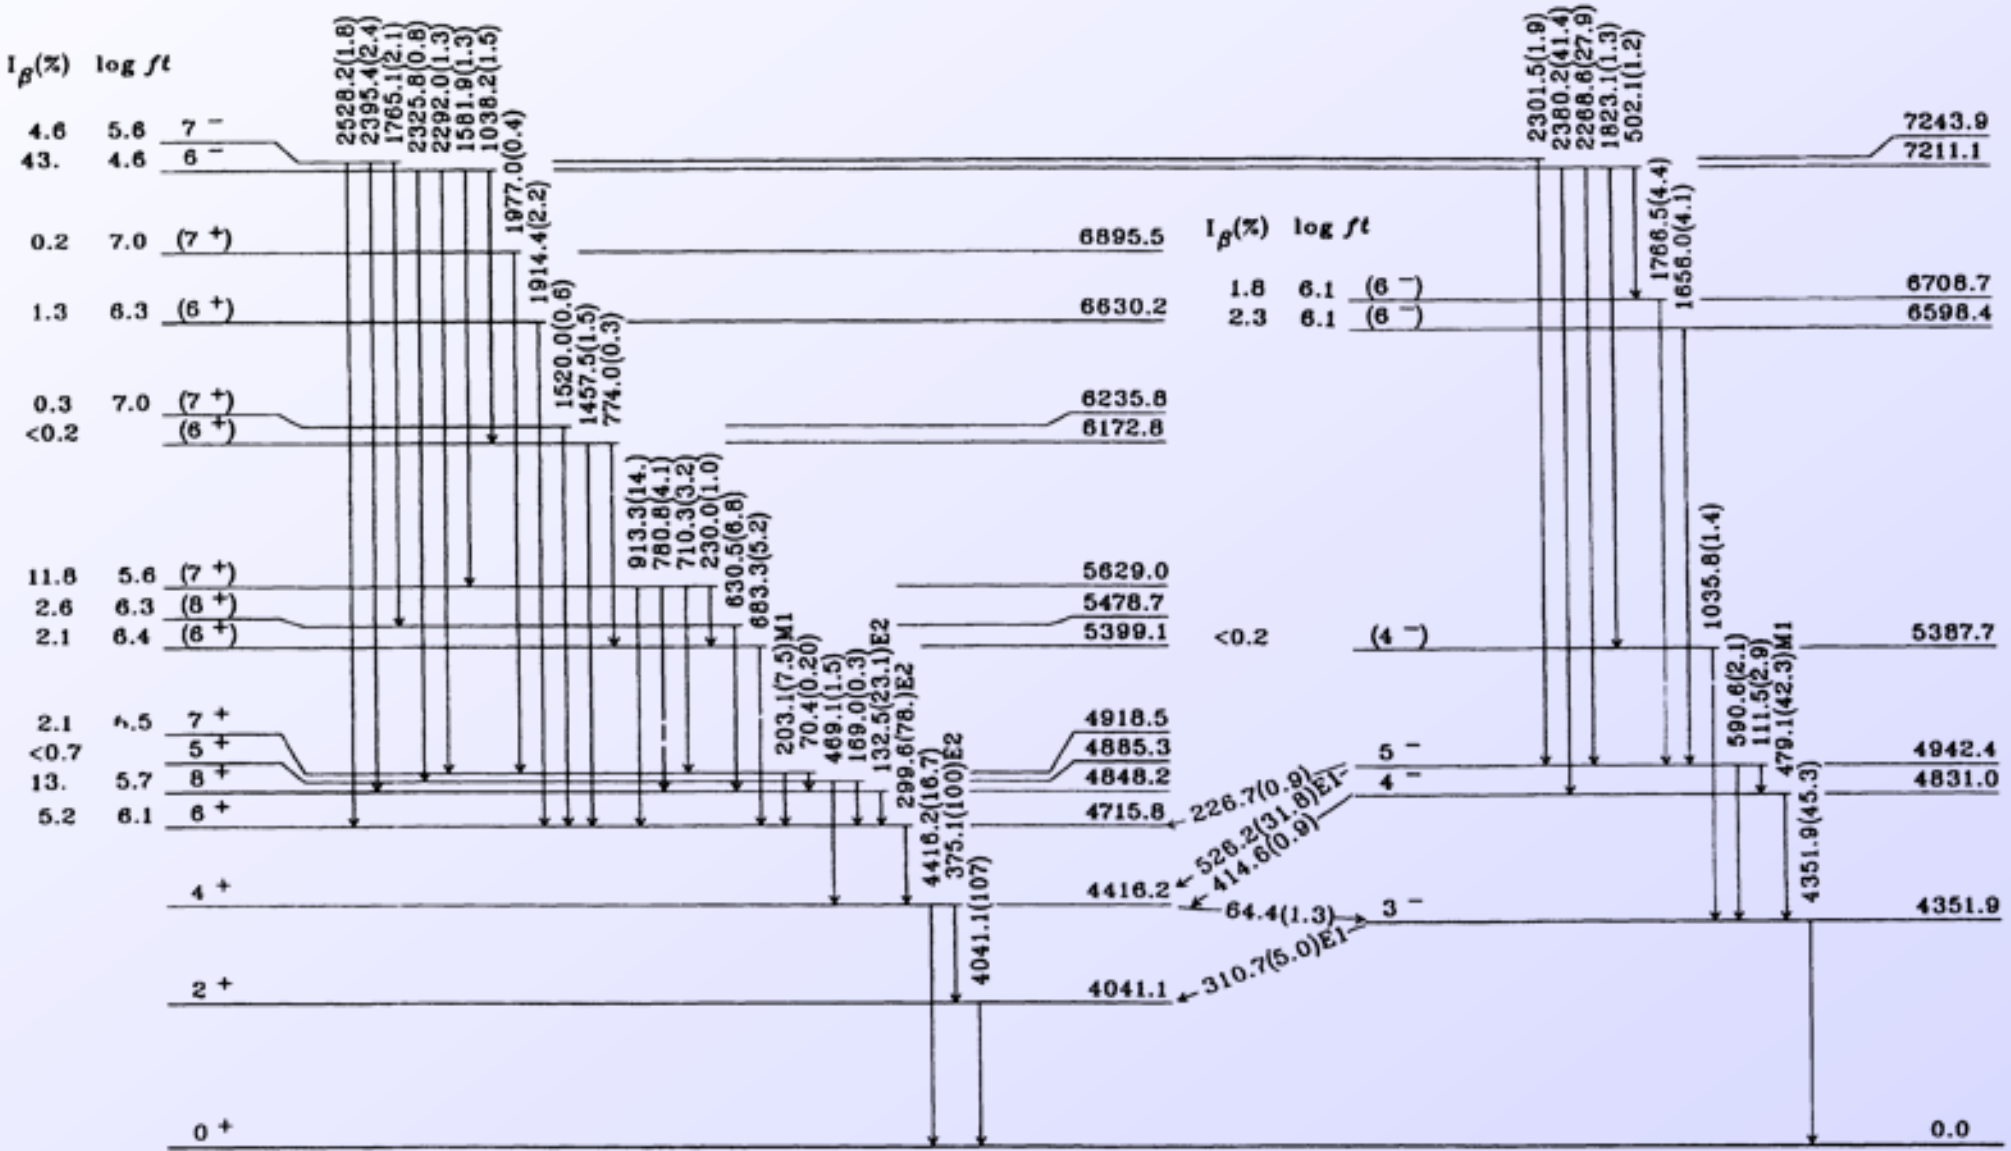 I β(%) log ft
4.6 5.6 7 −
43. 4.6 6 −
0.2 7.0 (7 +)
1.3 6.3 (6 +)
0.3 7.0 (7 +)
<0.2 (6 +)
11.8 5.6 (7 +)
2.6 6.3 (8 +)
2.1 6.4 (6 +)
2.1 .5 7 +
<0.7 5 +
13. 5.7 8 +
5.2 6.1 6 +
4 +
2 +
0 +
2528.2(1.8)
2395.4(2.4)
1765.1(2.1)
2325.8(0.8)
2292.0(1.3)
1581.9(1.3)
1038.2(1.5)
1977.0(0.4)
1914.4(2.2)
1520.0(0.6)
1457.5(1.5)
774.0(0.3)
913.3(14.)
780.8(4.1)
710.3(3.2)
230.0(1.0)
630.5(6.8)
683.3(5.2)
203.1(7.5)M1
70.4(0.20)
469.1(1.5)
169.0(0.3)
132.5(23.1)E2
299.6(78.)E2
4416.2(16.7)
375.1(100)E2
4041.1(107)
6895.5
6630.2
6235.8
6172.8
5629.0
5478.7
5399.1
4918.5
4885.3
4848.2
4715.8
4416.2
4041.1
226.7(0.9)
526.2(31.8)E1
414.6(0.9)
64.4(1.3)
310.7(5.0)E1
I β(%) log ft
1.8 6.1 (6 −)
2.3 6.1 (6 −)
<0.2 (4 −)
5 −
4 −
3 −
2301.5(1.9)
2380.2(41.4)
2268.6(27.9)
1823.1(1.3)
502.1(1.2)
1766.5(4.4)
1656.0(4.1)
1035.8(1.4)
590.6(2.1)
111.5(2.9)
479.1(42.3)M1
4351.9(45.3)
7243.9
7211.1
6708.7
6598.4
5387.7
4942.4
4831.0
4351.9
0.0